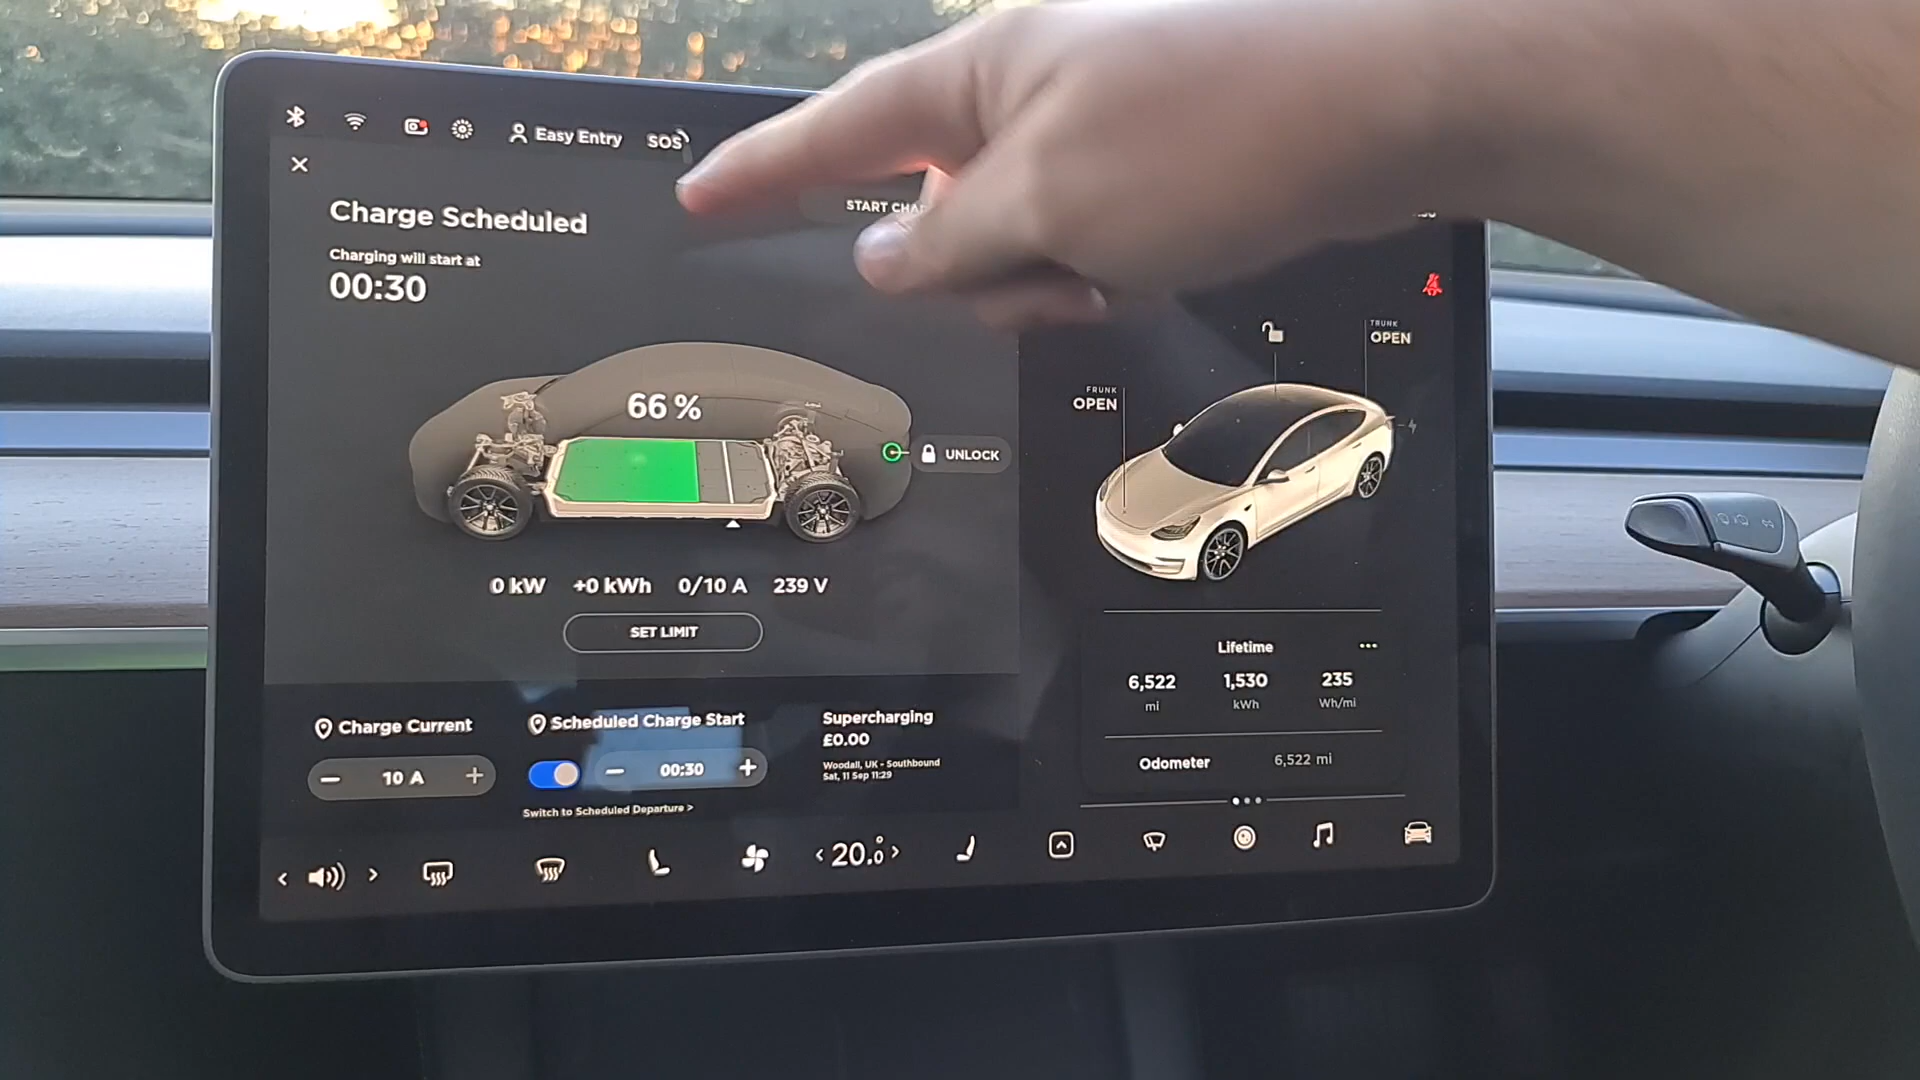 Easy Entry
SOS
Charge Scheduled
START
Charging will start at
00:30
66 %
UNLOCK
TRUNK
OPEN
FRUNK
OPEN
0 kW +0 kWh 0/10 A 239 V
SET LIMIT
Lifetime
6,522 1,530 235
mi kWh Wh/mi
Charge Current
Scheduled Charge Start
Supercharging
£0.00
10 A
00:30
Woodall, UK - Southbound
Sat, 11 Sep 11:29
Odometer 6,522 mi
Switch to Scheduled Departure >
< > < 20.0 >